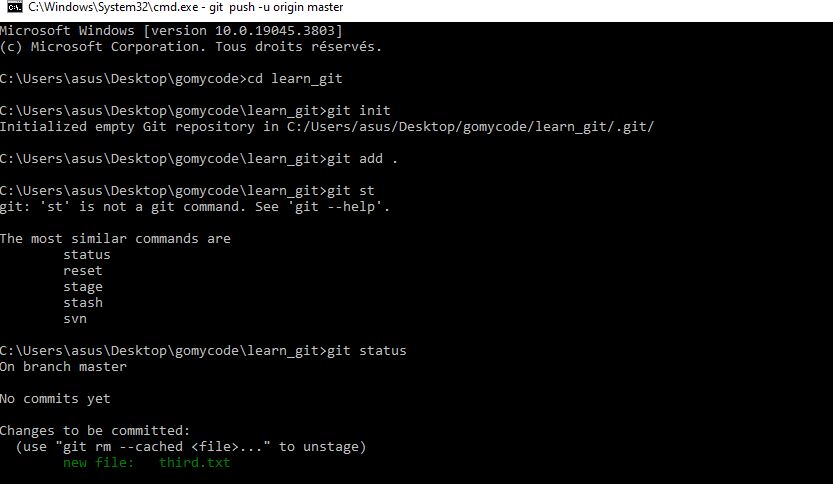 C:\Windows\System32\cmd.exe - git push -u origin master
Microsoft Windows [version 10.0.19045.3803]
(c) Microsoft Corporation. Tous droits réservés.
C:\Users\asus\Desktop\gomycode>cd learn_git
C:\Users\asus\Desktop\gomycode\learn_git>git init
Initialized empty Git repository in C:/Users/asus/Desktop/gomycode/learn_git/.git/
C:\Users\asus\Desktop\gomycode\learn_git>git add .
C:\Users\asus\Desktop\gomycode\learn_git>git st
git: 'st' is not a git command. See 'git --help'.
The most similar commands are
status
reset
stage
stash
svn
C:\Users\asus\Desktop\gomycode\learn_git>git status
On branch master
No commits yet
Changes to be committed:
(use "git rm --cached <file>..." to unstage)
new file: third.txt